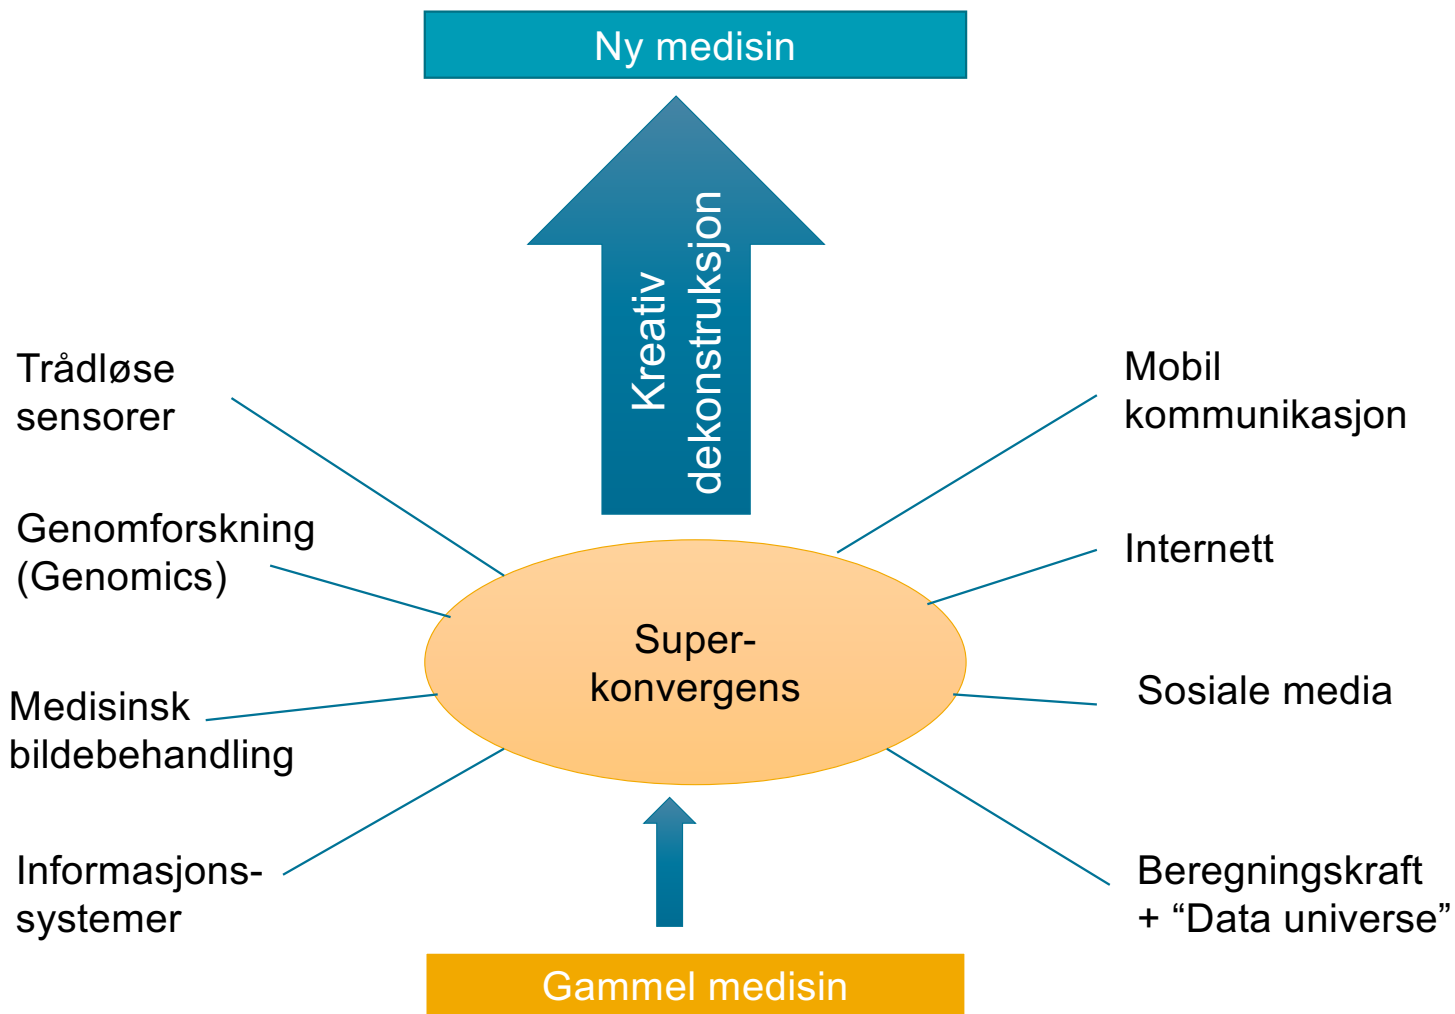 Ny medisin
Kreativ
dekonstruksjon
Trådløse
sensorer
Genomforskning
(Genomics)
Medisinsk
bildebehandling
Informasjons-
systemer
Super-
konvergens
Mobil
kommunikasjon
Internett
Sosiale media
Beregningskraft
+ “Data universe”
Gammel medisin